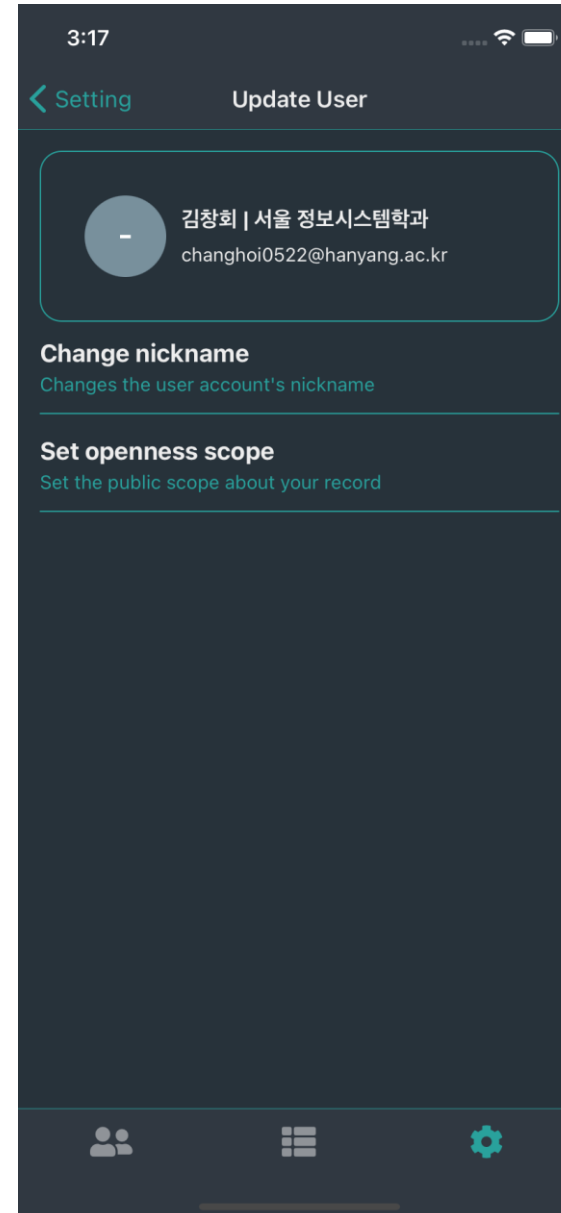 3:17
Setting
Update User
-
김창회 | 서울 정보시스템학과
changhoi0522@hanyang.ac.kr
Change nickname
Changes the user account's nickname
Set openness scope
Set the public scope about your record